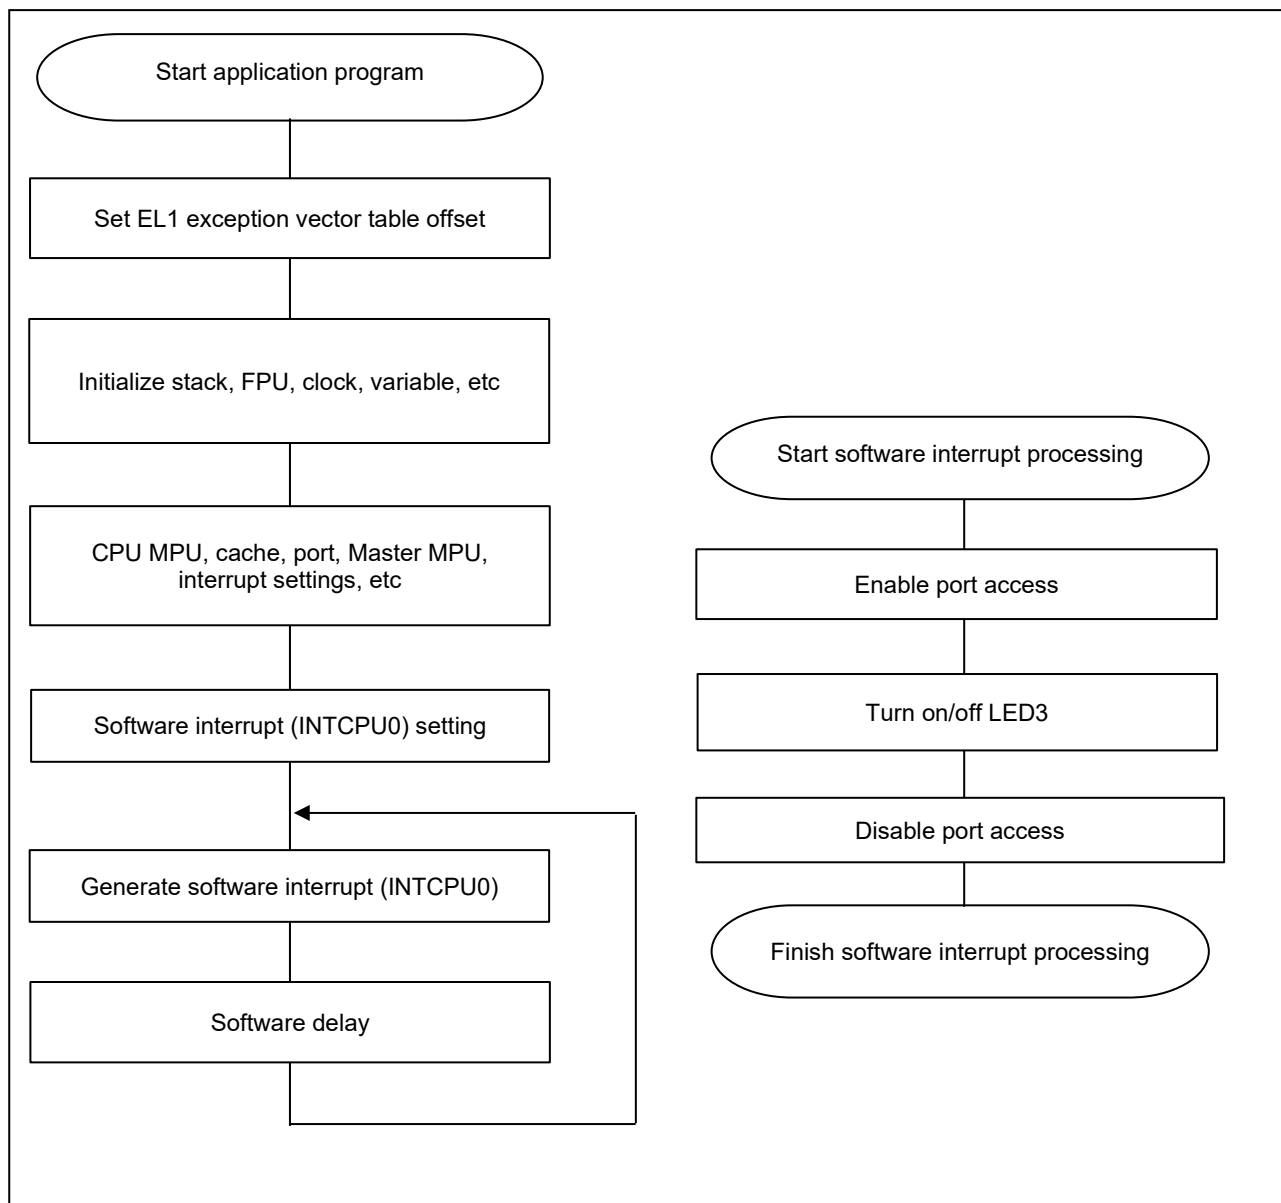 Start application program
Set EL1 exception vector table offset
Initialize stack, FPU, clock, variable, etc
CPU MPU, cache, port, Master MPU,
interrupt settings, etc
Software interrupt (INTCPU0) setting
Generate software interrupt (INTCPU0)
Software delay
Start software interrupt processing
Enable port access
Turn on/off LED3
Disable port access
Finish software interrupt processing